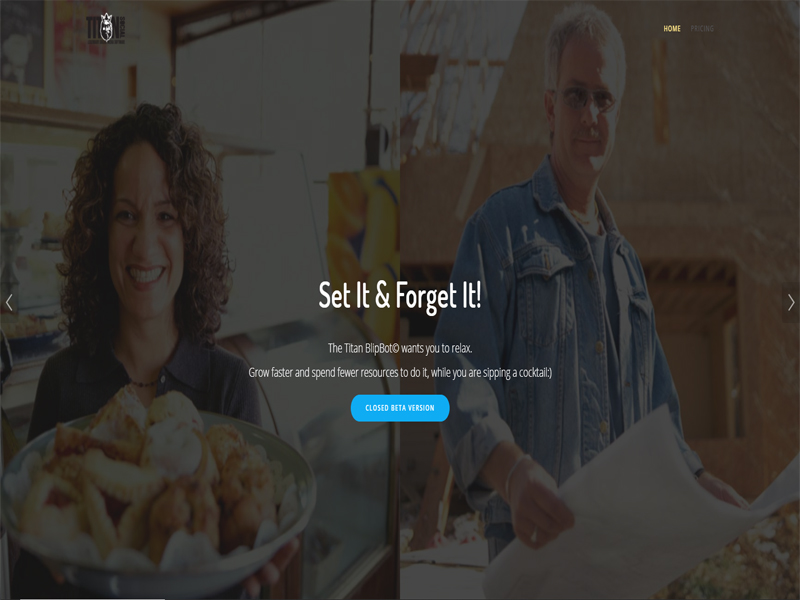 TITAN
HOME
PRICING
Set It & Forget It!
The Titan BlipBot© wants you to relax.
Grow faster and spend fewer resources to do it, while you are sipping a cocktail:)
CLOSED BETA VERSION